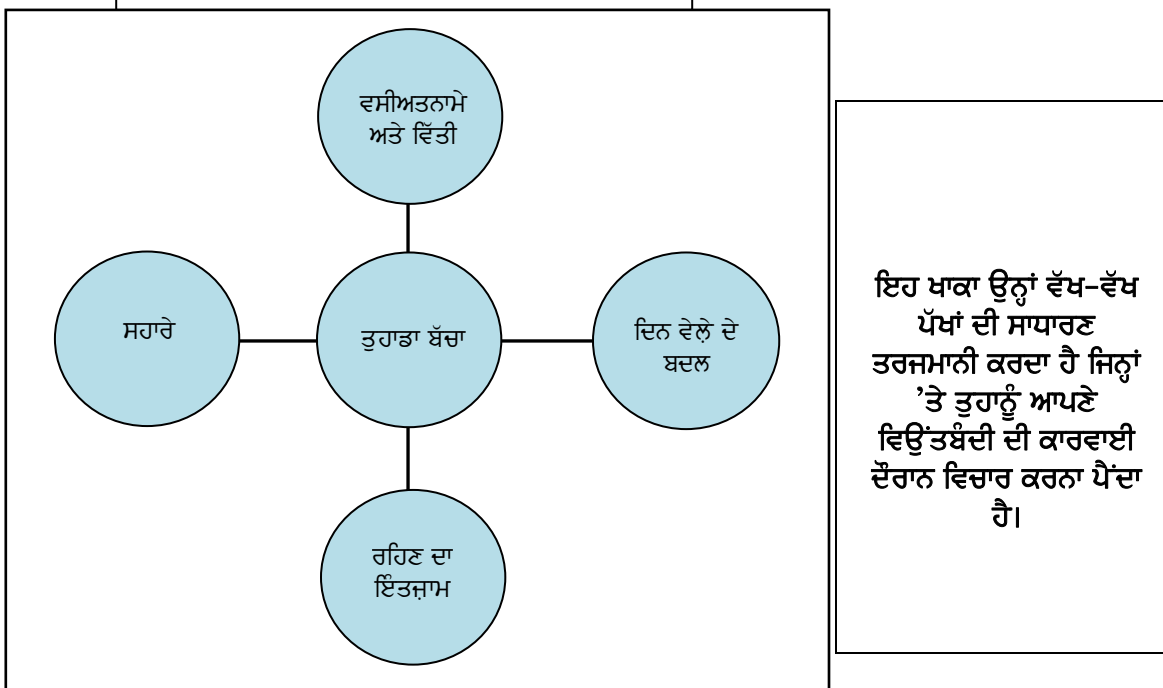 ਵਸੀਅਤਨਾਮੇ
ਅਤੇ ਵਿੱਤੀ
ਸਹਾਰੇ
ਤੁਹਾਡਾ ਬੱਚਾ
ਦਿਨ ਵੇਲ਼ੇ ਦੇ
ਬਦਲ
ਰਹਿਣ ਦਾ
ਇੰਤਜ਼ਾਮ
ਇਹ ਖਾਕਾ ਉਨ੍ਹਾਂ ਵੱਖ-ਵੱਖ
ਪੱਖਾਂ ਦੀ ਸਾਧਾਰਣ
ਤਰਜਮਾਨੀ ਕਰਦਾ ਹੈ ਜਿਨ੍ਹਾਂ
’ਤੇ ਤੁਹਾਨੂੰ ਆਪਣੇ
ਵਿਉਂਤਬੰਦੀ ਦੀ ਕਾਰਵਾਈ
ਦੌਰਾਨ ਵਿਚਾਰ ਕਰਨਾ ਪੈਂਦਾ
ਹੈ।